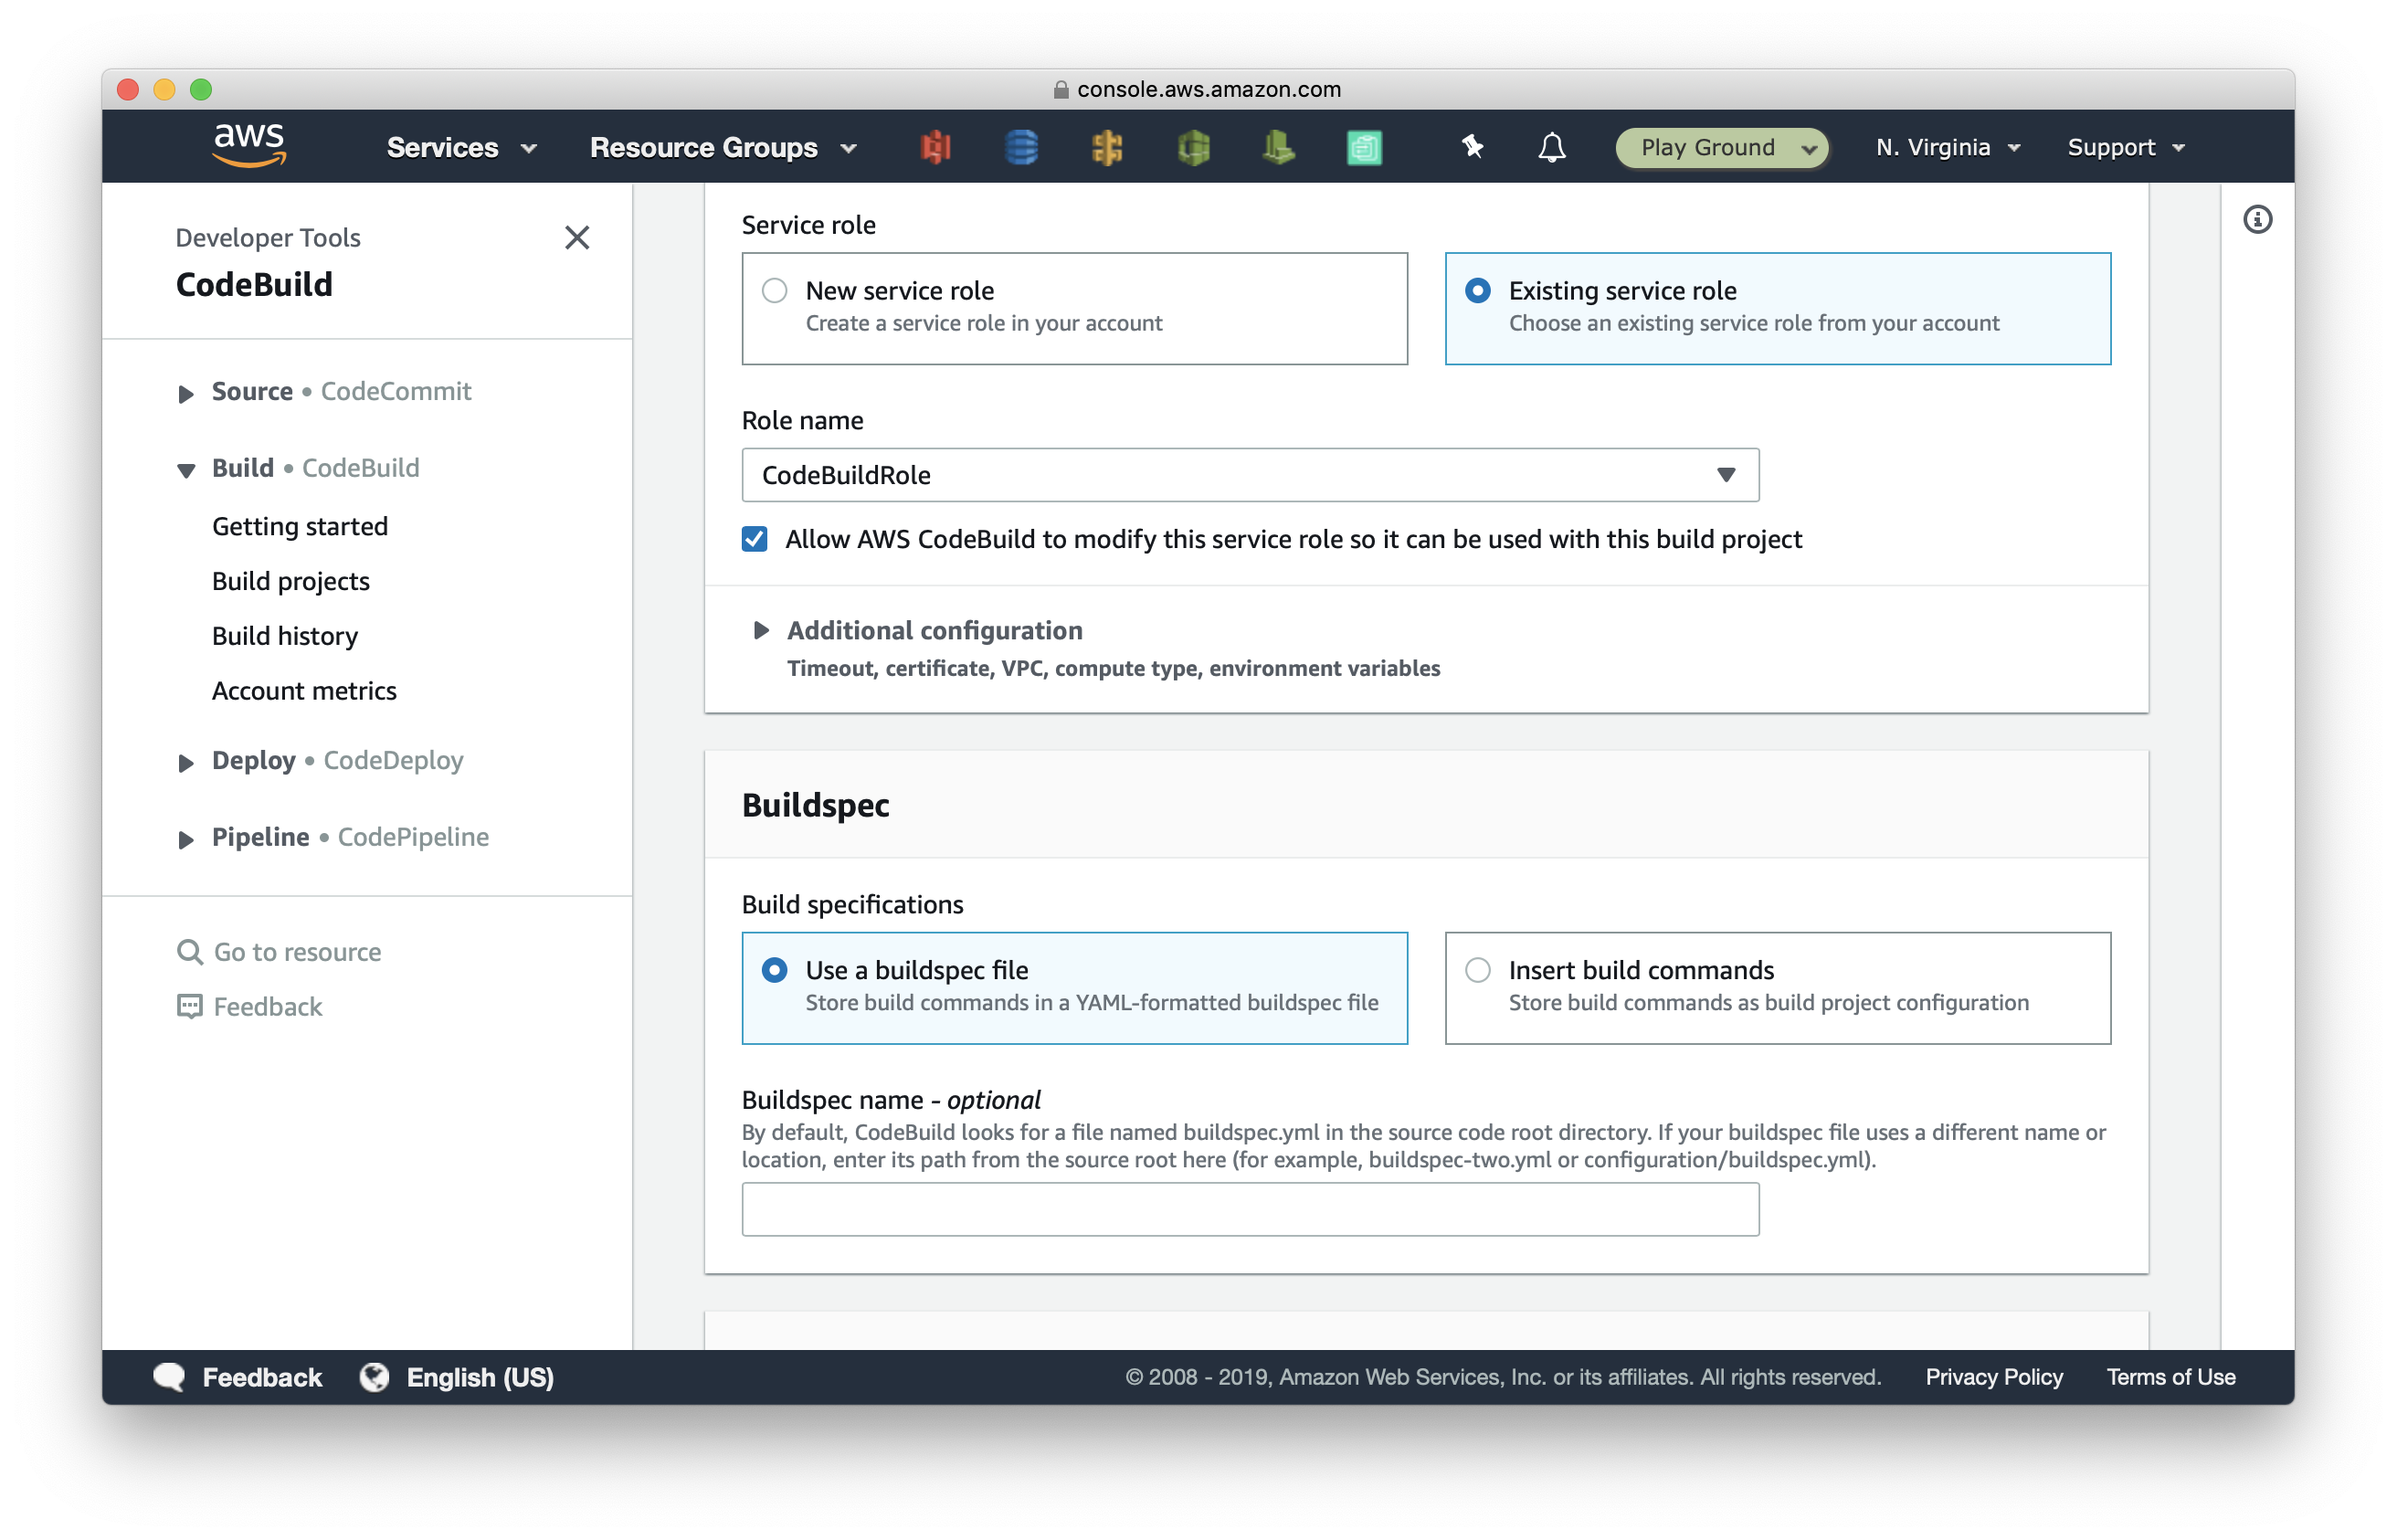 console.aws.amazon.com
aws Services Resource Groups Play Ground N. Virginia Support
Developer Tools
CodeBuild
Source • CodeCommit
Build • CodeBuild
Getting started
Build projects
Build history
Account metrics
Deploy • CodeDeploy
Pipeline • CodePipeline
Go to resource
Feedback
Service role
New service role
Create a service role in your account
Existing service role
Choose an existing service role from your account
Role name
CodeBuildRole
Allow AWS CodeBuild to modify this service role so it can be used with this build project
Additional configuration
Timeout, certificate, VPC, compute type, environment variables
Buildspec
Build specifications
Use a buildspec file
Store build commands in a YAML-formatted buildspec file
Insert build commands
Store build commands as build project configuration
Buildspec name - optional
By default, CodeBuild looks for a file named buildspec.yml in the source code root directory. If your buildspec file uses a different name or
location, enter its path from the source root here (for example, buildspec-two.yml or configuration/buildspec.yml).
Feedback English (US) © 2008 - 2019, Amazon Web Services, Inc. or its affiliates. All rights reserved. Privacy Policy Terms of Use